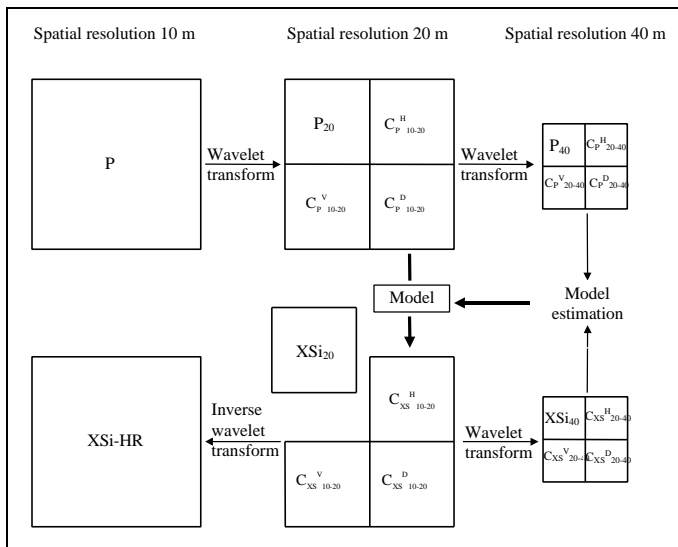 Spatial resolution 10 m
Spatial resolution 20 m
Spatial resolution 40 m
P
Wavelet
transform
P20
CP H 10-20
CP V 10-20
CP D 10-20
Wavelet
transform
P40
CP H 20-40
CP V 20-40
CP D 20-40
Model
Model
estimation
XSi20
XSi-HR
Inverse
wavelet
transform
CXS H 10-20
CXS V 10-20
CXS D 10-20
Wavelet
transform
XSi40
CXS H 20-40
CXS V 20-40
CXS D 20-40